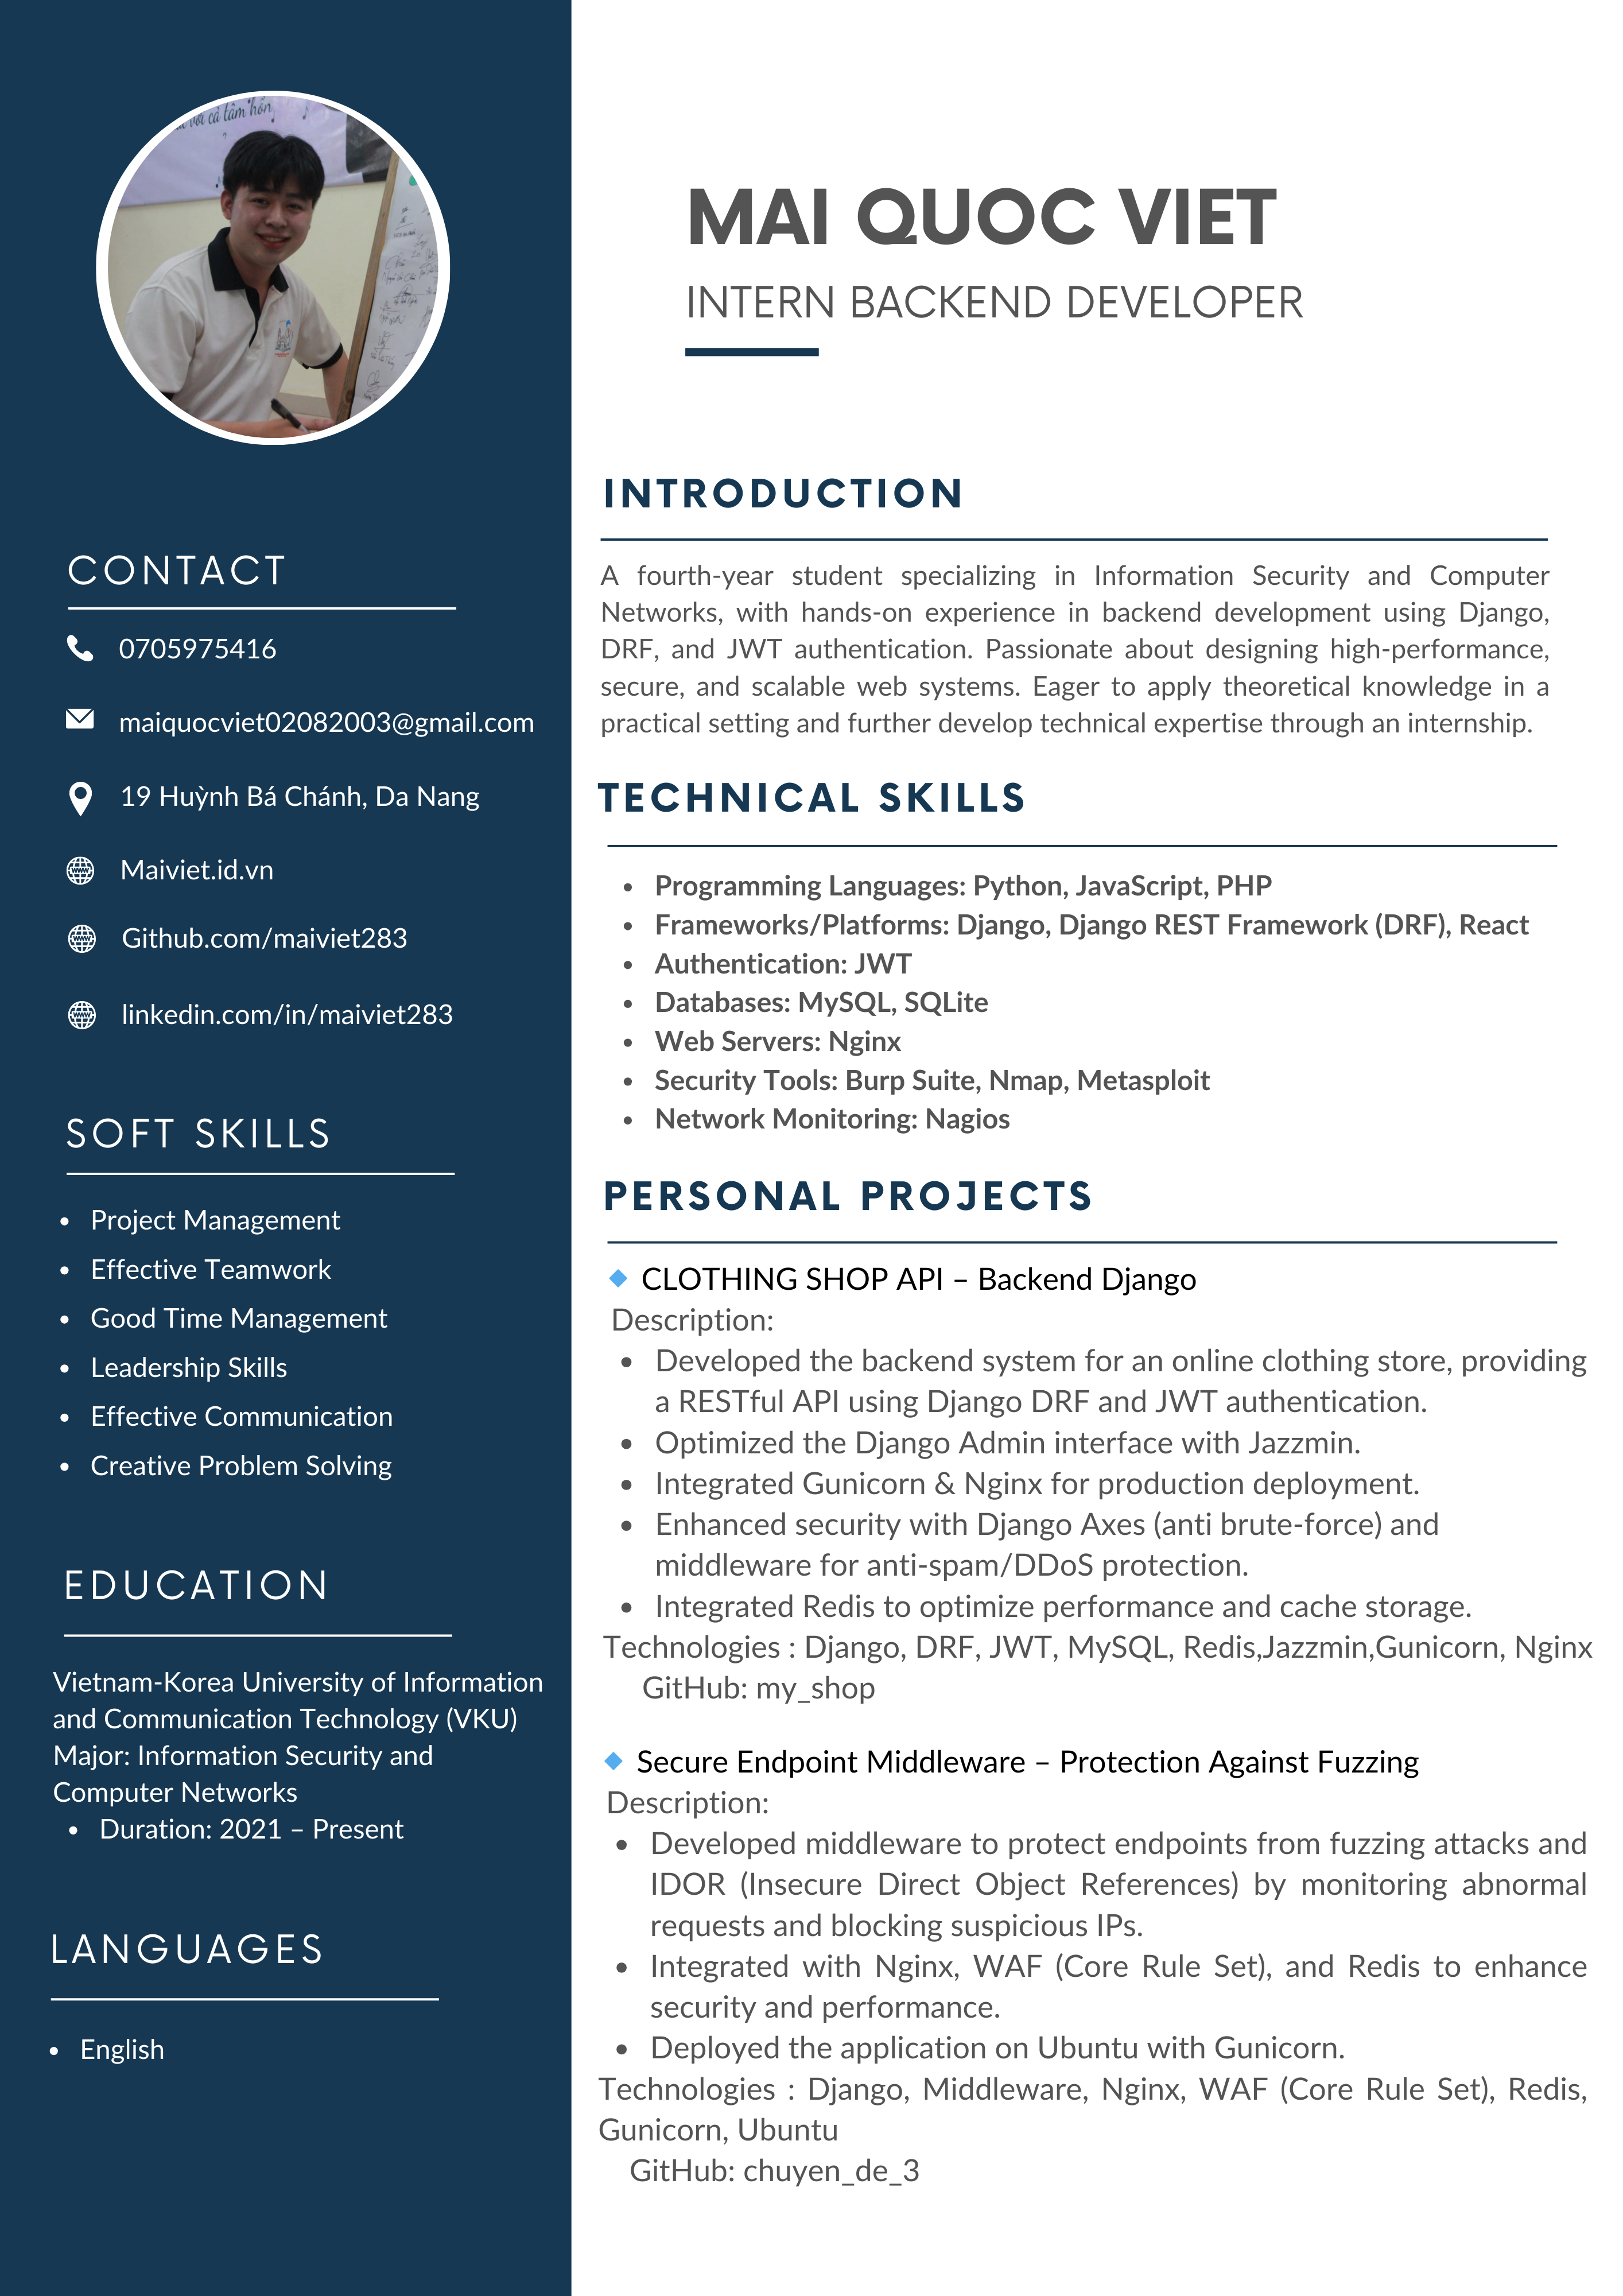 với cả tâm hồn
CONTACT
0705975416
maiquocviet02082003@gmail.com
19 Huỳnh Bá Chánh, Da Nang
Maiviet.id.vn
Github.com/maiviet283
linkedin.com/in/maiviet283
SOFT SKILLS
• Project Management
• Effective Teamwork
• Good Time Management
• Leadership Skills
• Effective Communication
• Creative Problem Solving
EDUCATION
Vietnam-Korea University of Information
and Communication Technology (VKU)
Major: Information Security and
Computer Networks
• Duration: 2021 – Present
LANGUAGES
• English
MAI QUOC VIET
INTERN BACKEND DEVELOPER
INTRODUCTION
A fourth-year student specializing in Information Security and Computer
Networks, with hands-on experience in backend development using Django,
DRF, and JWT authentication. Passionate about designing high-performance,
secure, and scalable web systems. Eager to apply theoretical knowledge in a
practical setting and further develop technical expertise through an internship.
TECHNICAL SKILLS
• Programming Languages: Python, JavaScript, PHP
• Frameworks/Platforms: Django, Django REST Framework (DRF), React
• Authentication: JWT
• Databases: MySQL, SQLite
• Web Servers: Nginx
• Security Tools: Burp Suite, Nmap, Metasploit
• Network Monitoring: Nagios
PERSONAL PROJECTS
🔹 CLOTHING SHOP API – Backend Django
Description:
• Developed the backend system for an online clothing store, providing
a RESTful API using Django DRF and JWT authentication.
• Optimized the Django Admin interface with Jazzmin.
• Integrated Gunicorn & Nginx for production deployment.
• Enhanced security with Django Axes (anti brute-force) and
middleware for anti-spam/DDoS protection.
• Integrated Redis to optimize performance and cache storage.
Technologies : Django, DRF, JWT, MySQL, Redis,Jazzmin,Gunicorn, Nginx
GitHub: my_shop
🔹 Secure Endpoint Middleware – Protection Against Fuzzing
Description:
• Developed middleware to protect endpoints from fuzzing attacks and
IDOR (Insecure Direct Object References) by monitoring abnormal
requests and blocking suspicious IPs.
• Integrated with Nginx, WAF (Core Rule Set), and Redis to enhance
security and performance.
• Deployed the application on Ubuntu with Gunicorn.
Technologies : Django, Middleware, Nginx, WAF (Core Rule Set), Redis,
Gunicorn, Ubuntu
GitHub: chuyen_de_3